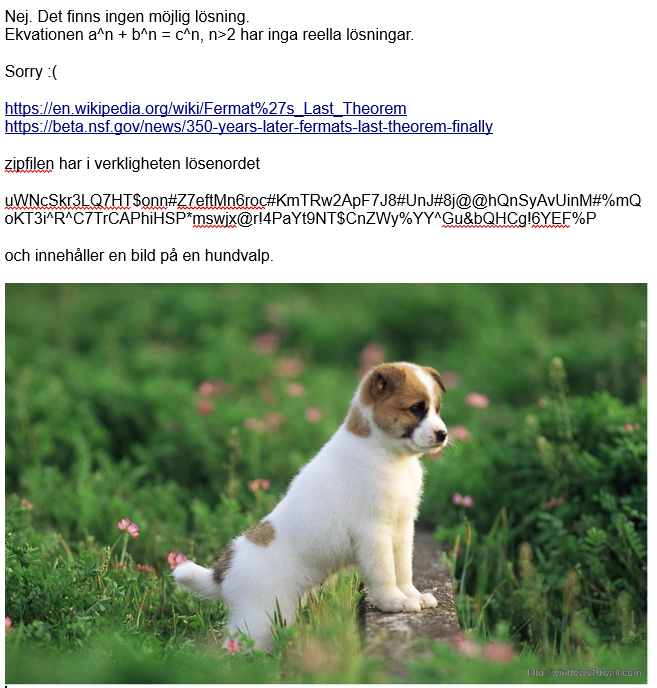 Nej. Det finns ingen möjlig lösning.
Ekvationen a^n + b^n = c^n, n>2 har inga reella lösningar.
Sorry :(
https://en.wikipedia.org/wiki/Fermat%27s_Last_Theorem
https://beta.nsf.gov/news/350-years-later-fermats-last-theorem-finally
zipfilen har i verkligheten lösenordet
uWNcSkr3LQ7HT$onn#Z7eftMn6roc#KmTRw2ApF7J8#UnJ#8j@@hQnSyAvUinM#%mQ
oKT3i^R^C7TrCAPhiHSP*mswjx@r!4PaYt9NT$CnZWy%YY^Gu&bQHCg!6YEF%P
och innehåller en bild på en hundvalp.
http://windows10wall.com